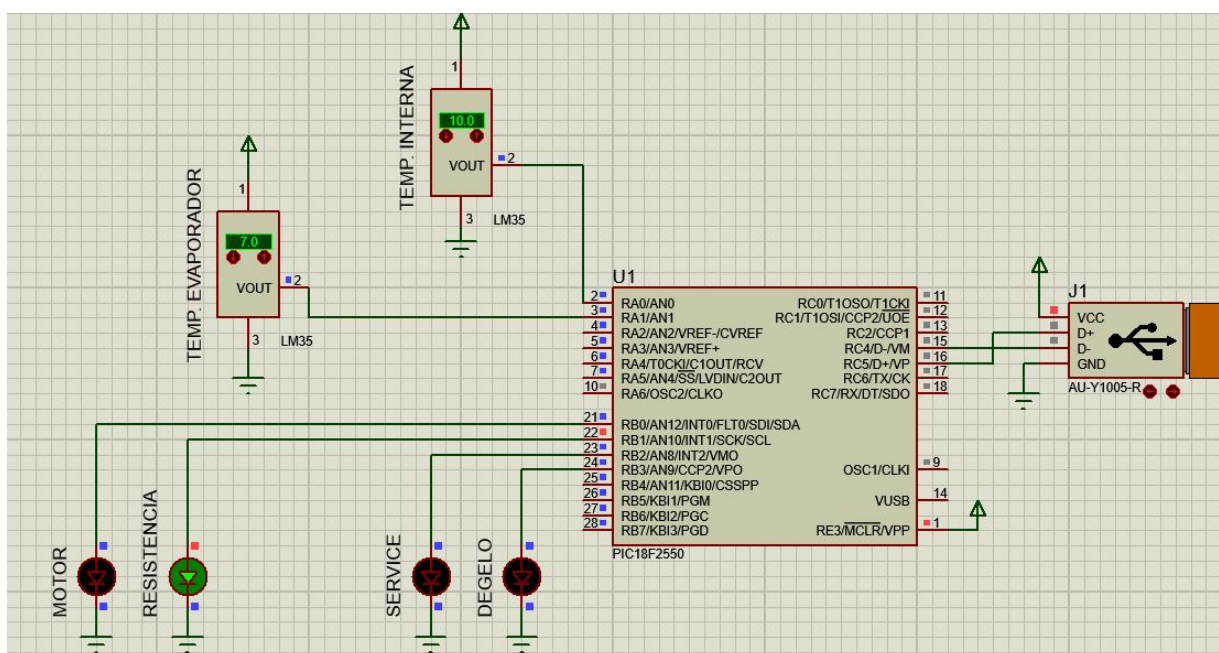 TEMP. INTERNA
1
10.0
VOUT
2
3
LM35
TEMP. EVAPORADOR
1
7.0
VOUT
2
3
LM35
U1
2 RA0/AN0
3 RA1/AN1
4 RA2/AN2/VREF-/CVREF
5 RA3/AN3/VREF+
6 RA4/T0CKI/C1OUT/RCV
7 RA5/AN4/SS/LVDIN/C2OUT
10 RA6/OSC2/CLKO
21 RB0/AN12/INT0/FLT0/SDI/SDA
22 RB1/AN10/INT1/SCK/SCL
23 RB2/AN8/INT2/VMO
24 RB3/AN9/CCP2/VPO
25 RB4/AN11/KBI0/CSSPP
26 RB5/KBI1/PGM
27 RB6/KBI2/PGC
28 RB7/KBI3/PGD
RC0/T1OSO/T1CKI 11
RC1/T1OSI/CCP2/UOE 12
RC2/CCP1 13
RC4/D-/VM 15
RC5/D+/VP 16
RC6/TX/CK 17
RC7/RX/DT/SDO 18
OSC1/CLKI 9
VUSB 14
RE3/MCLR/VPP 1
PIC18F2550
J1
VCC
D+
D-
GND
AU-Y1005-R
MOTOR
RESISTENCIA
SERVICE
DEGELO